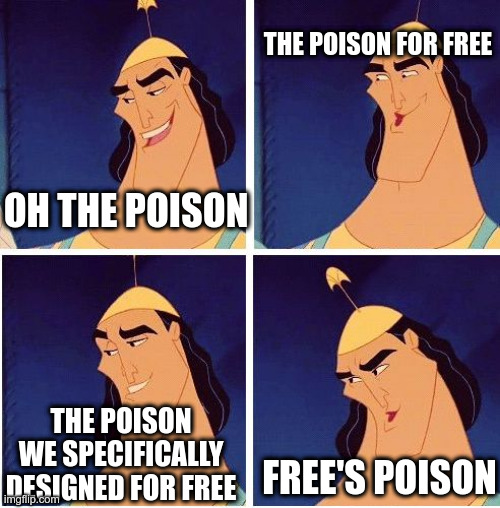 OH THE POISON
THE POISON FOR FREE
THE POISON
WE SPECIFICALLY
DESIGNED FOR FREE
FREE'S POISON
imgflip.com